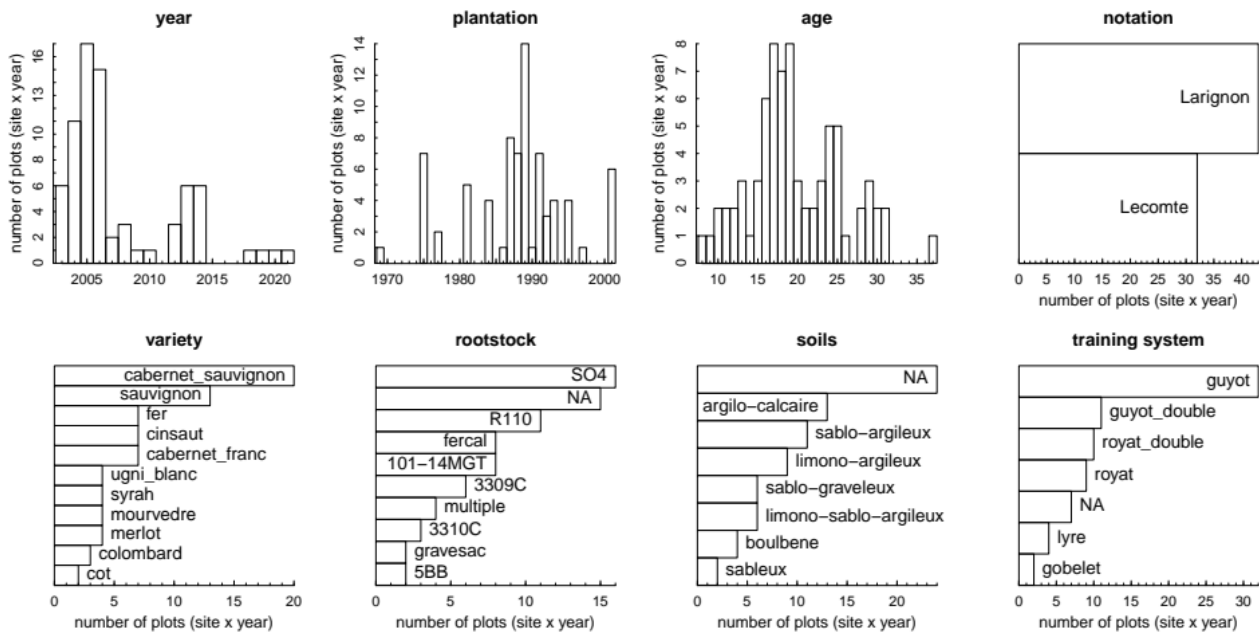 year
plantation
age
notation
number of plots (site x year)
0 1 3 4 6 8 10 13 16
2005 2010 2015 2020
number of plots (site x year)
0 2 4 6 8 10 12 14
1970 1980 1990 2000
number of plots (site x year)
0 1 2 3 4 5 6 7 8
10 15 20 25 30 35
Larignon
Lecomte
0 5 10 15 20 25 30 35 40
number of plots (site x year)
variety
rootstock
soils
training system
cabernet_sauvignon
sauvignon
fer
cinsaut
cabernet_franc
ugni_blanc
syrah
mourvedre
merlot
colombard
cot
0 5 10 15 20
number of plots (site x year)
SO4
NA
R110
fercal
101−14MGT
3309C
multiple
3310C
gravesac
5BB
0 5 10 15
number of plots (site x year)
NA
argilo−calcaire
sablo−argileux
limono−argileux
sablo−graveleux
limono−sablo−argileux
boulbene
sableux
0 5 10 15 20
number of plots (site x year)
guyot
guyot_double
royat_double
royat
NA
lyre
gobelet
0 5 10 15 20 25 30
number of plots (site x year)